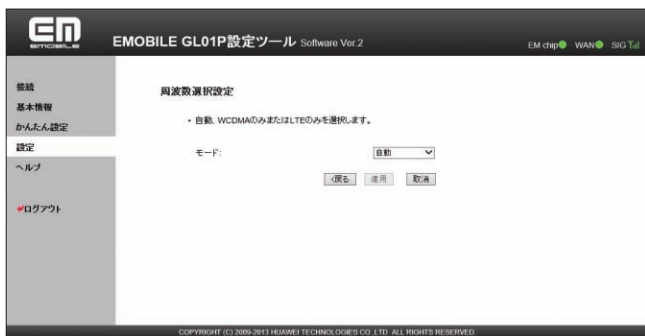 EM
EMOBILE
EMOBILE GL01P設定ツール Software Ver.2
EM chip WAN SIG
接続
基本情報
かんたん設定
設定
ヘルプ
ログアウト
周波数選択設定
・ 自動、WCDMAのみまたはLTEのみを選択します。
モード: 自動
<戻る 適用 取消
COPYRIGHT (C) 2009-2013 HUAWEI TECHNOLOGIES CO.,LTD. ALL RIGHTS RESERVED.